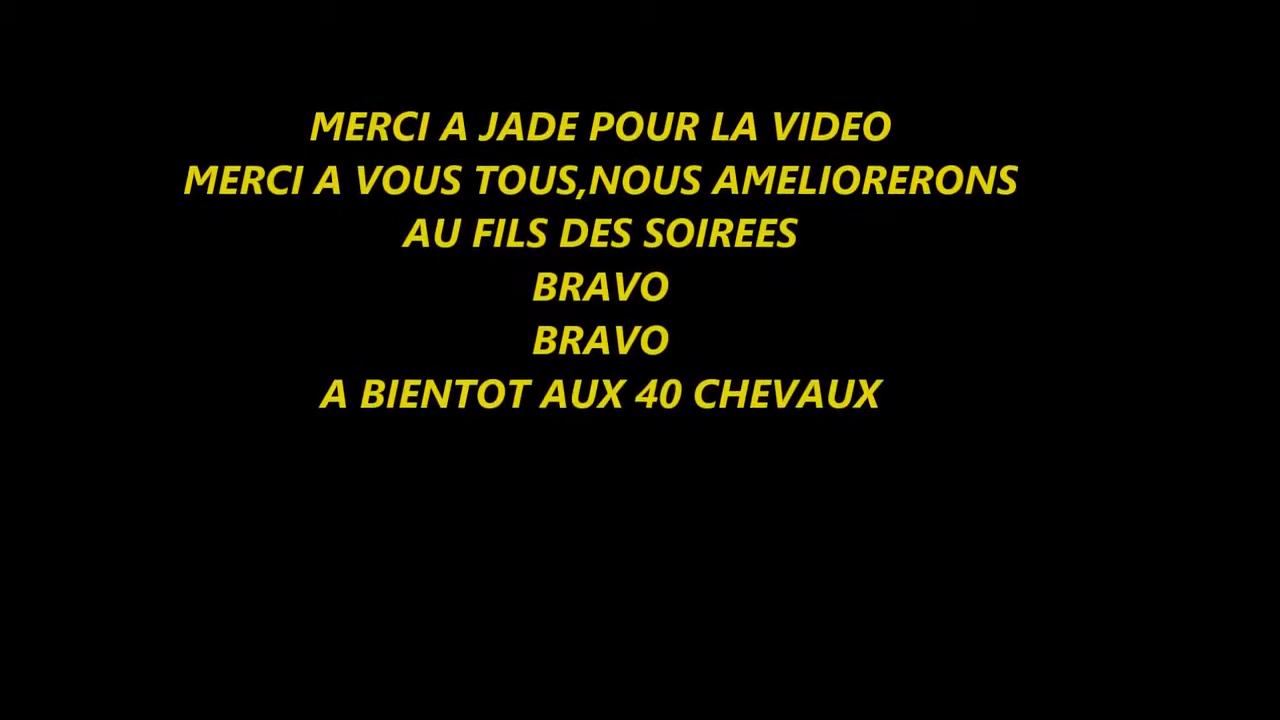 MERCI A JADE POUR LA VIDEO
MERCI A VOUS TOUS,NOUS AMELIORERONS
AU FILS DES SOIREES
BRAVO
BRAVO
A BIENTOT AUX 40 CHEVAUX